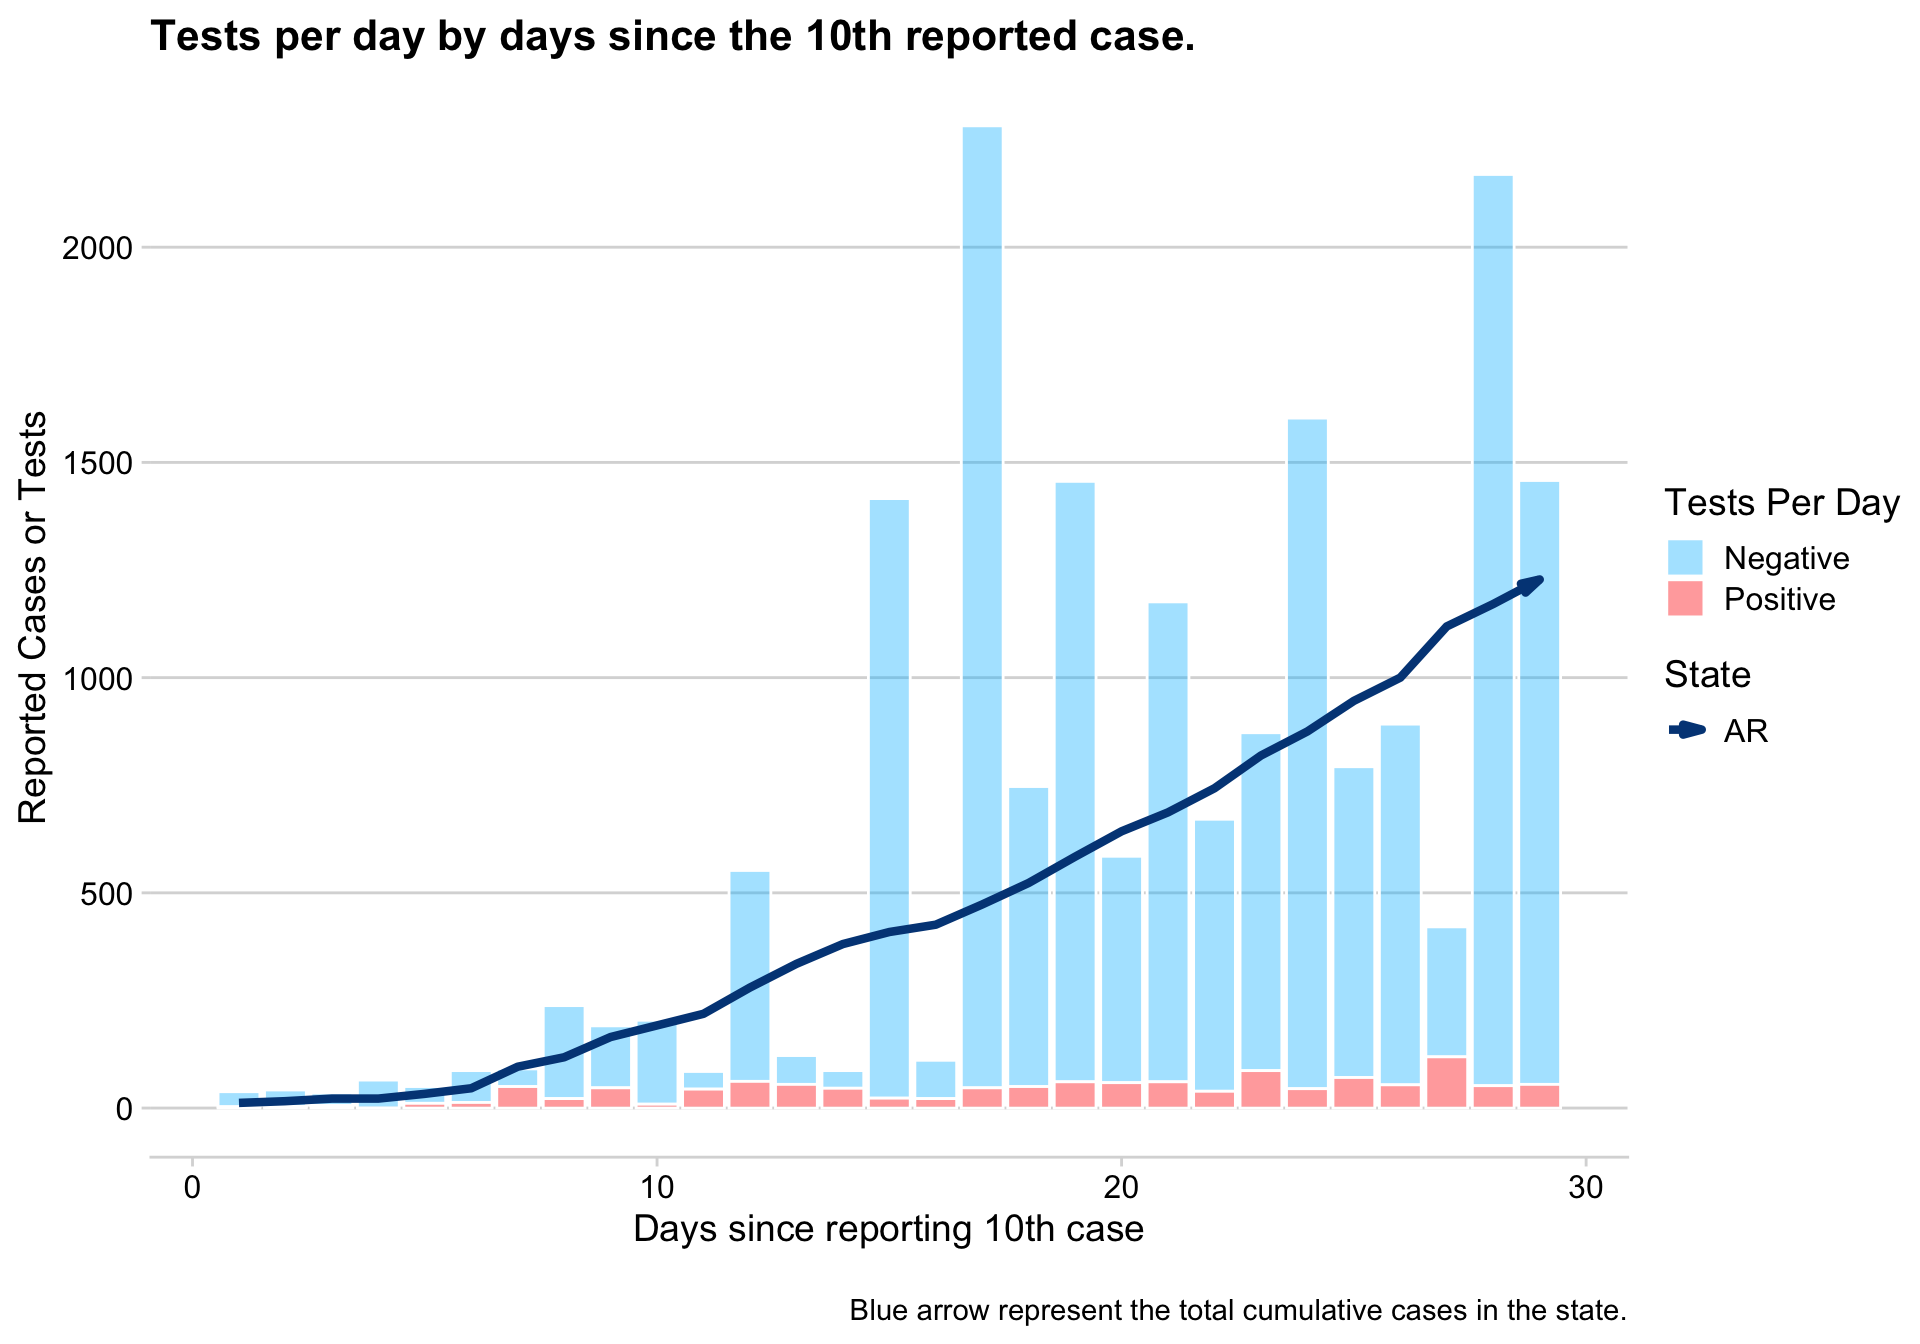 Tests per day by days since the 10th reported case.
Reported Cases or Tests
2000
1500
1000
500
0
0 10 20 30
Days since reporting 10th case
Tests Per Day
Negative
Positive
State
AR
Blue arrow represent the total cumulative cases in the state.